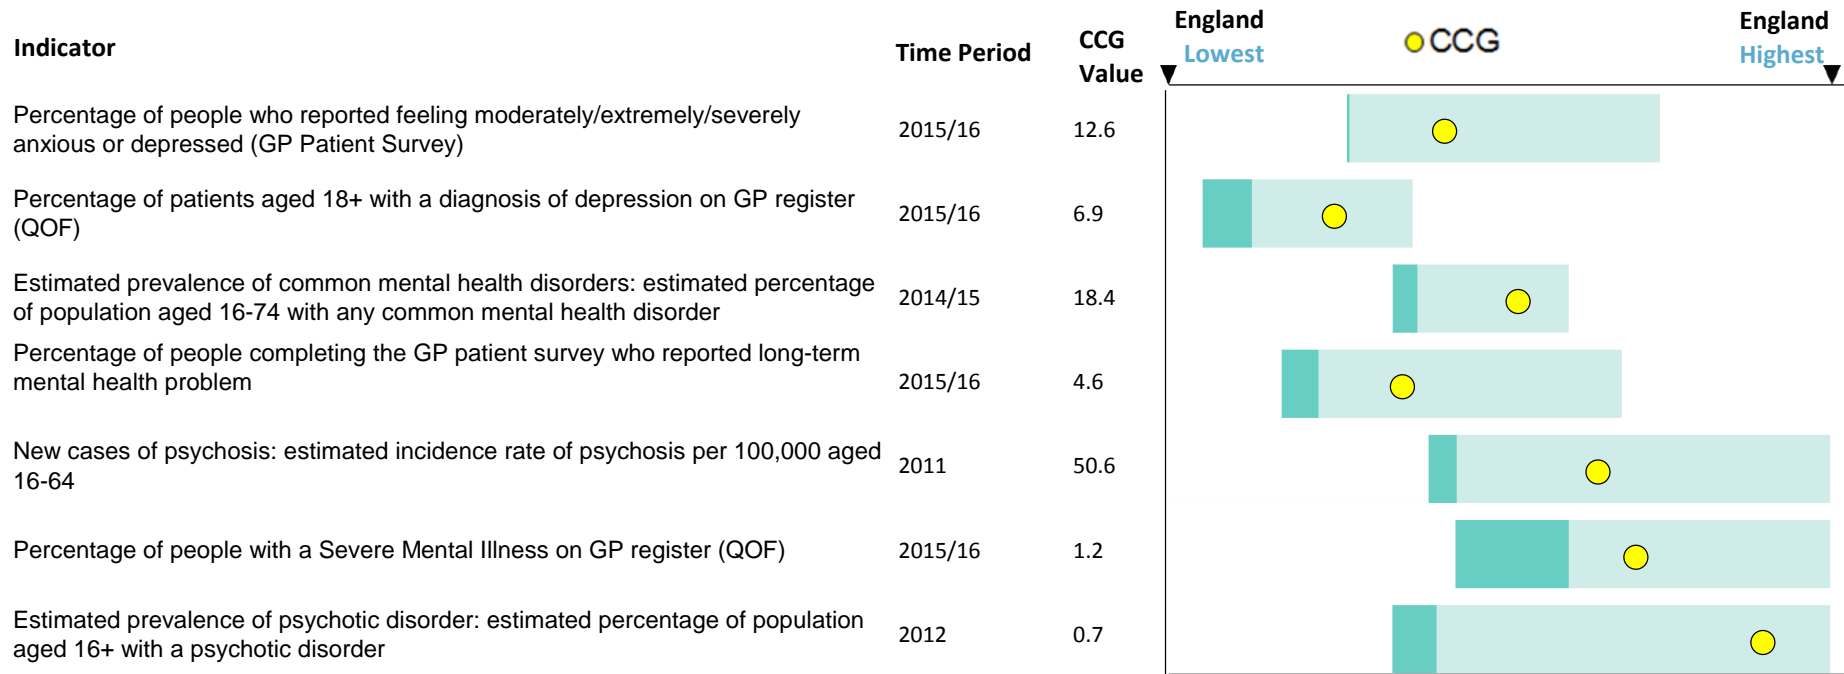 Indicator
Time Period
CCG
Value
England
Lowest
CCG
England
Highest
Percentage of people who reported feeling moderately/extremely/severely
anxious or depressed (GP Patient Survey)
2015/16
12.6
Percentage of patients aged 18+ with a diagnosis of depression on GP register
(QOF)
2015/16
6.9
Estimated prevalence of common mental health disorders: estimated percentage
of population aged 16-74 with any common mental health disorder
2014/15
18.4
Percentage of people completing the GP patient survey who reported long-term
mental health problem
2015/16
4.6
New cases of psychosis: estimated incidence rate of psychosis per 100,000 aged
16-64
2011
50.6
Percentage of people with a Severe Mental Illness on GP register (QOF)
2015/16
1.2
Estimated prevalence of psychotic disorder: estimated percentage of population
aged 16+ with a psychotic disorder
2012
0.7